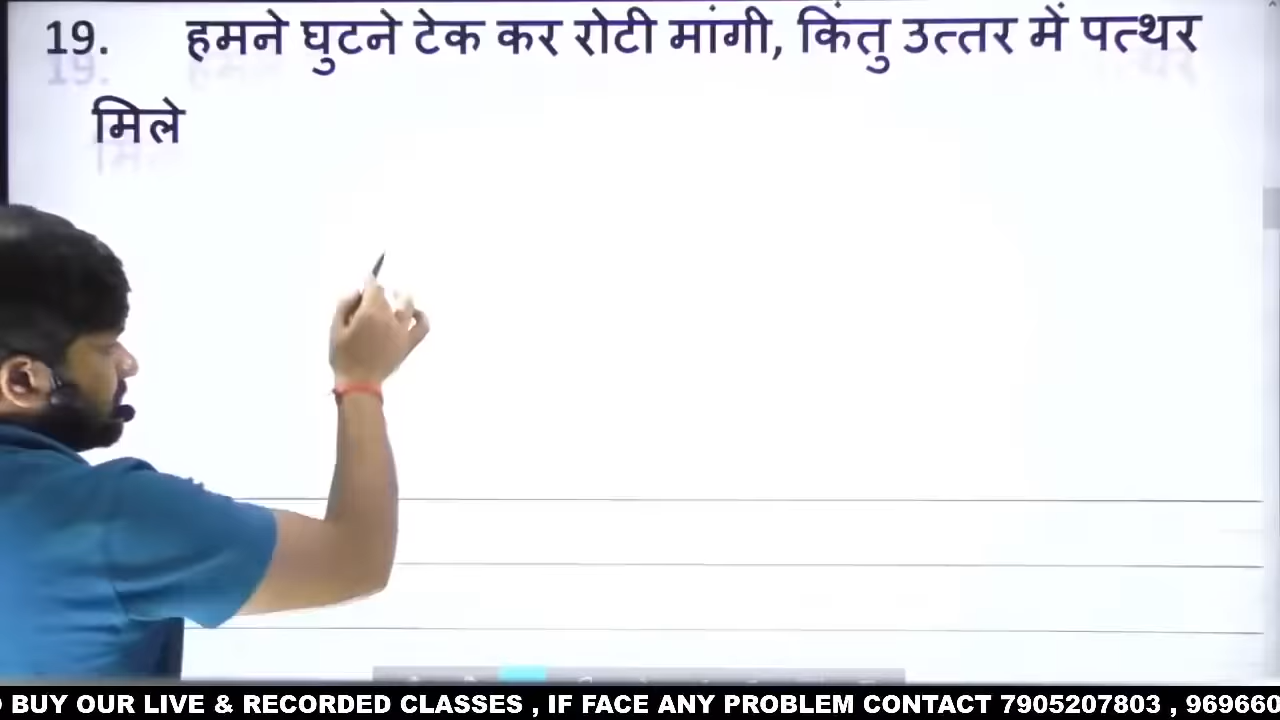 19. हमने घुटने टेक कर रोटी मांगी, किंतु उत्तर में पत्थर
मिले
BUY OUR LIVE & RECORDED CLASSES , IF FACE ANY PROBLEM CONTACT 7905207803 , 969660